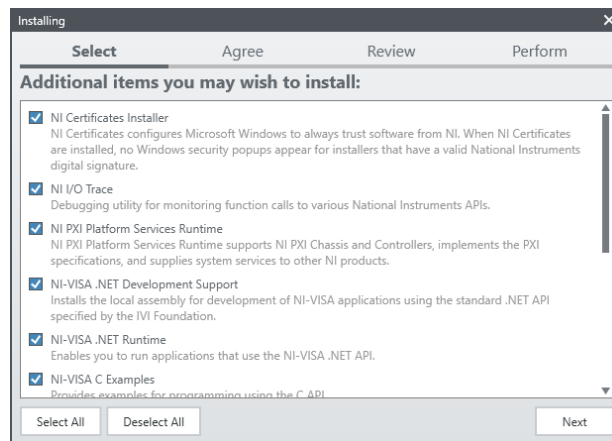 Installing
Select
Agree
Review
Perform
Additional items you may wish to install:
NI Certificates Installer
NI Certificates configures Microsoft Windows to always trust software from NI. When NI Certificates
are installed, no Windows security popups appear for installers that have a valid National Instruments
digital signature.
NI I/O Trace
Debugging utility for monitoring function calls to various National Instruments APIs.
NI PXI Platform Services Runtime
NI PXI Platform Services Runtime supports NI PXI Chassis and Controllers, implements the PXI
specifications, and supplies system services to other NI products.
NI-VISA .NET Development Support
Installs the local assembly for development of NI-VISA applications using the standard .NET API
specified by the IVI Foundation.
NI-VISA .NET Runtime
Enables you to run applications that use the NI-VISA .NET API.
NI-VISA C Examples
Provides examples for programming using the C API
Select All
Deselect All
Next